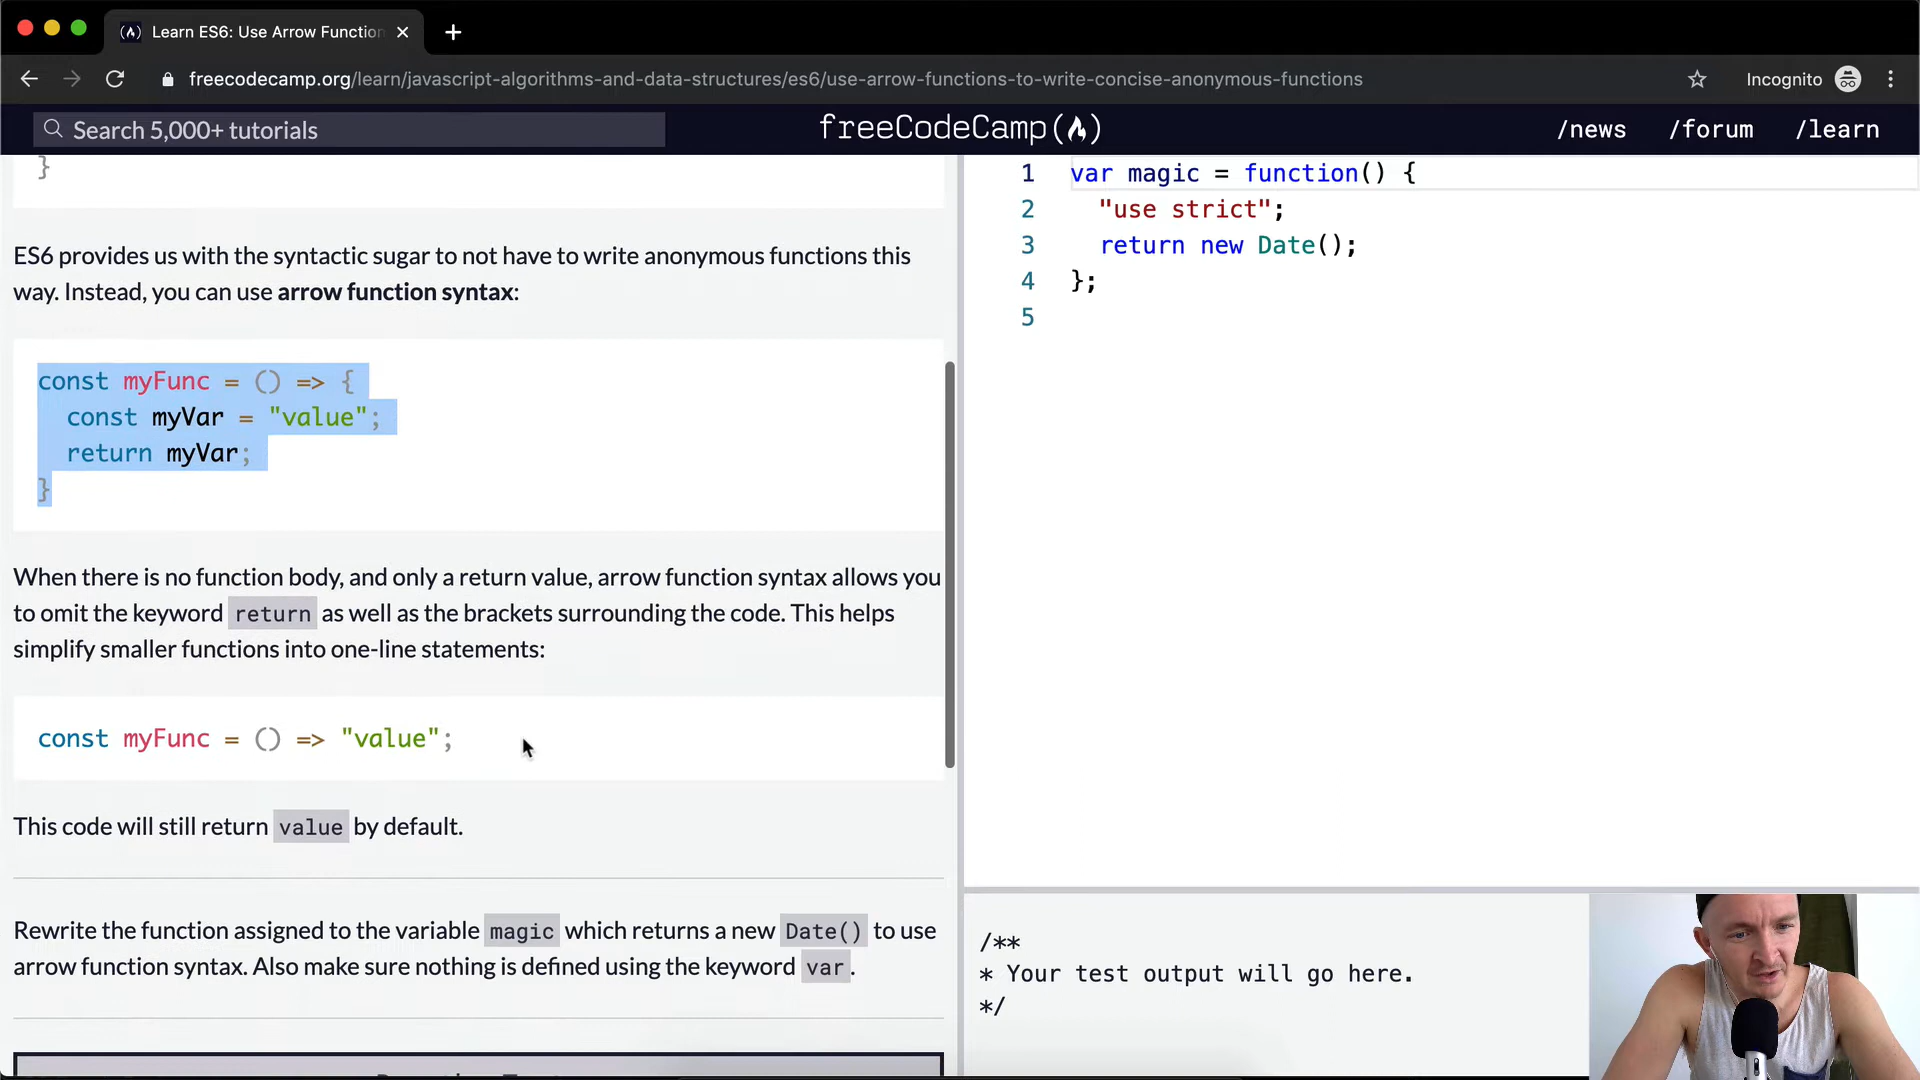 Learn ES6: Use Arrow Function
freecodecamp.org/learn/javascript-algorithms-and-data-structures/es6/use-arrow-functions-to-write-concise-anonymous-functions
Incognito
Search 5,000+ tutorials
freeCodeCamp(
)
/news
/forum
/learn
}
ES6 provides us with the syntactic sugar to not have to write anonymous functions this
way. Instead, you can use arrow function syntax:
const myFunc = () => {
const myVar = "value";
return myVar;
}
When there is no function body, and only a return value, arrow function syntax allows you
to omit the keyword return as well as the brackets surrounding the code. This helps
simplify smaller functions into one-line statements:
const myFunc = () => "value";
This code will still return value by default.
Rewrite the function assigned to the variable magic which returns a new Date() to use
arrow function syntax. Also make sure nothing is defined using the keyword var.
1 var magic = function() {
2 "use strict";
3 return new Date();
4 };
5
/**
* Your test output will go here.
*/